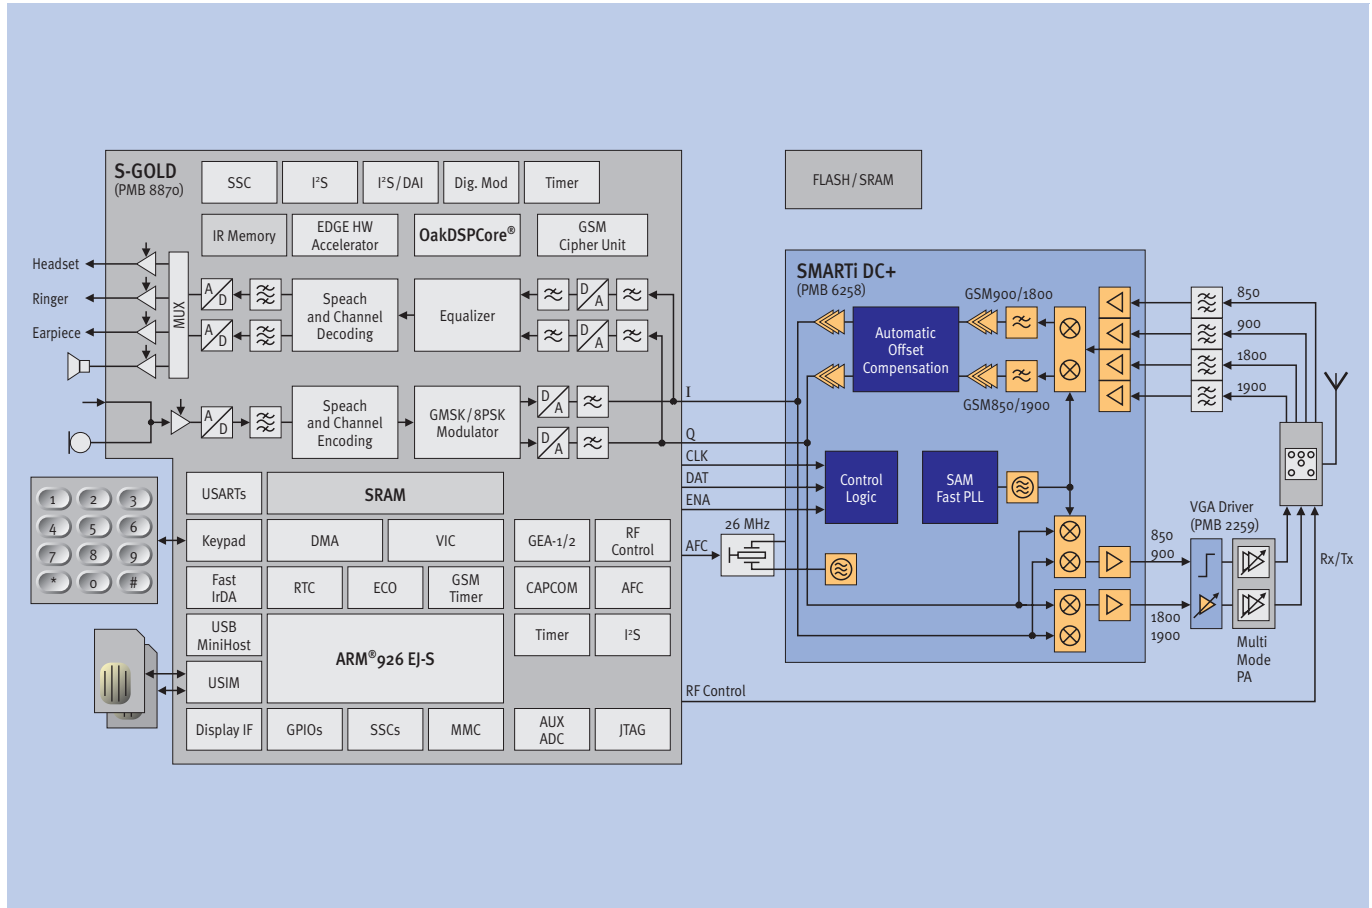 S-GOLD
(PMB 8870)
SSC
I²S
I²S/DAI
Dig. Mod
Timer
IR Memory
EDGE HW
Accelerator
OakDSPCore®
GSM
Cipher Unit
Headset
Ringer
Earpiece
MUX
A
D
A
D
Speach
and Channel
Decoding
Equalizer
D
A
D
A
A
D
Speach
and Channel
Encoding
GMSK/8PSK
Modulator
D
A
D
A
USARTs
SRAM
Keypad
DMA
VIC
GEA-1/2
RF
Control
Fast
IrDA
RTC
ECO
GSM
Timer
CAPCOM
AFC
USB
MiniHost
ARM®926 EJ-S
Timer
I²S
USIM
Display IF
GPIOs
SSCs
MMC
AUX
ADC
JTAG
1
2
3
4
5
6
7
8
9
*
0
#
I
Q
CLK
DAT
ENA
AFC
26 MHz
RF Control
FLASH/SRAM
SMARTi DC+
(PMB 6258)
GSM900/1800
Automatic
Offset
Compensation
GSM850/1900
Control
Logic
SAM
Fast PLL
850
900
1800
1900
850
900
1800
1900
VGA Driver
(PMB 2259)
Multi
Mode
PA
Rx/Tx